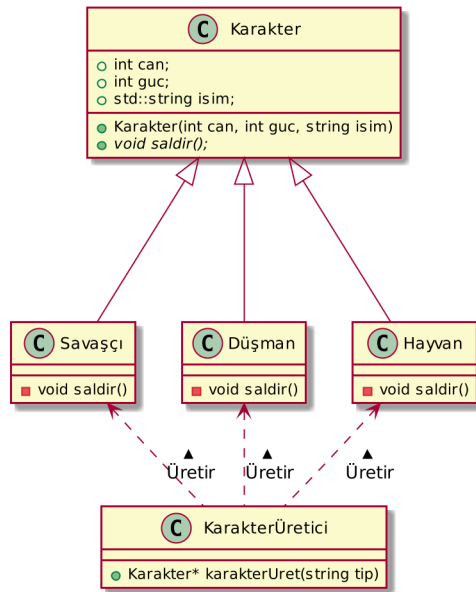 C Karakter
int can;
int guc;
std::string isim;
Karakter(int can, int guc, string isim)
void saldir();
C Savaşçı
C Düşman
C Hayvan
void saldir()
void saldir()
void saldir()
▲
Üretir
▲
Üretir
▲
Üretir
C KarakterÜretici
Karakter* karakterUret(string tip)